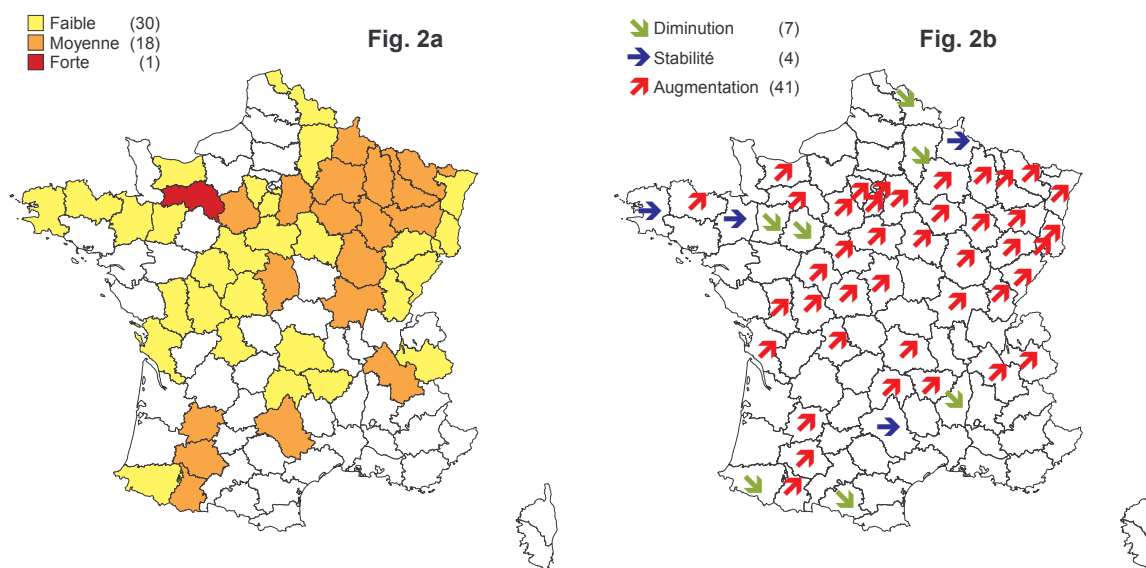 Faible (30)
Moyenne (18)
Forte (1)
Fig. 2a
Diminution (7)
Stabilité (4)
Augmentation (41)
Fig. 2b